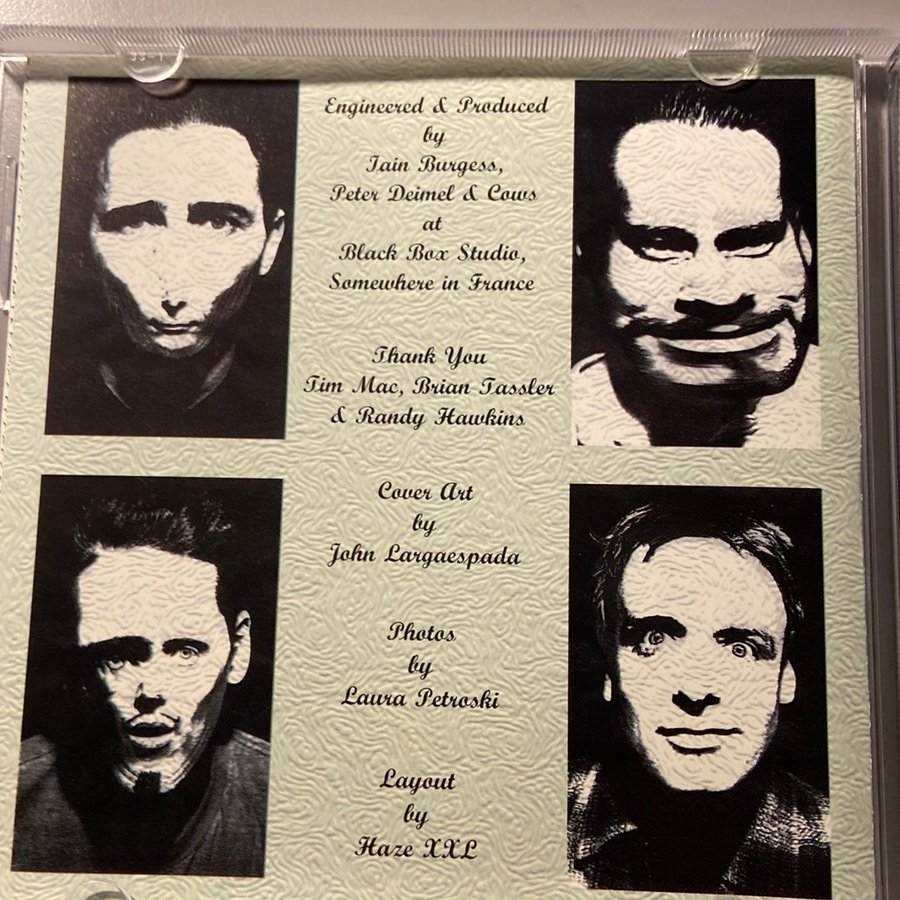 Engineered & Produced
by
Iain Burgess,
Peter Deimel & Cows
at
Black Box Studio,
Somewhere in France
Thank You
Tim Mac, Brian Tassler
& Randy Hawkins
Cover Art
by
John Largaespada
Photos
by
Laura Petroski
Layout
by
Haze XXL